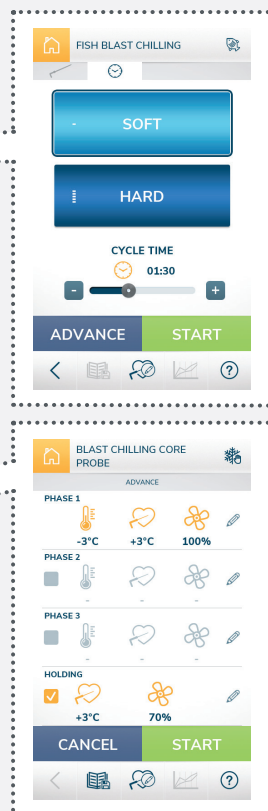 FISH BLAST CHILLING
SOFT
HARD
CYCLE TIME
01:30
- +
ADVANCE START
?
BLAST CHILLING CORE
PROBE
ADVANCE
PHASE 1
-3°C +3°C 100%
PHASE 2
- - -
PHASE 3
- - -
HOLDING
+3°C 70%
CANCEL START
?